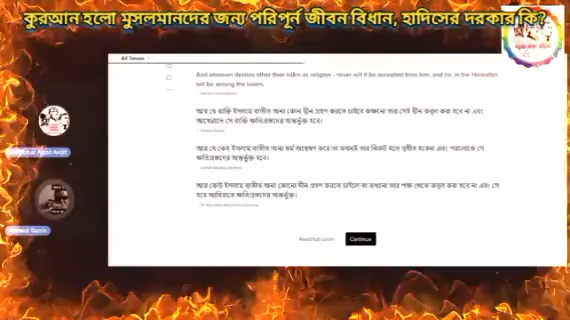 কুরআন হলো মুসলমানদের জন্য পরিপূর্ন জীবন বিধান, হাদিসের দরকার কি?
And whoever desires other than Islam as religion - never will it be accepted from him, and he, in the Hereafter,
will be among the losers.
আর যে ব্যক্তি ইসলাম ব্যতীত অন্য কোন দ্বীন গ্রহণ করতে চাইবে কক্ষনো তার সেই দ্বীন কবূল করা হবে না এবং
আখেরাতে সে ব্যক্তি ক্ষতিগ্রস্তদের অন্তর্ভুক্ত হবে।
আর যে কেহ ইসলাম ব্যতীত অন্য ধর্ম অন্বেষণ করে তা কখনই তার নিকট হতে গৃহীত হবেনা এবং পরলোকে সে
ক্ষতিগ্রস্তদের অন্তর্ভুক্ত হবে।
আর কেউ ইসলাম ব্যতীত অন্য কোনো দীন গ্রহণ করতে চাইলে তা কখনো তার পক্ষ থেকে কবুল করা হবে না এবং সে
হবে আখিরাতে ক্ষতিগ্রস্তদের অন্তর্ভুক্ত।
Read full surah
Continue
Tazrin